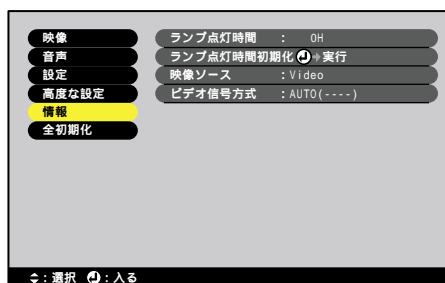 映像
音声
設定
高度な設定
情報
全初期化
ランプ点灯時間 : 0H
ランプ点灯時間初期化 実行
映像ソース :Video
ビデオ信号方式 :AUTO(----)
:選択 :入る